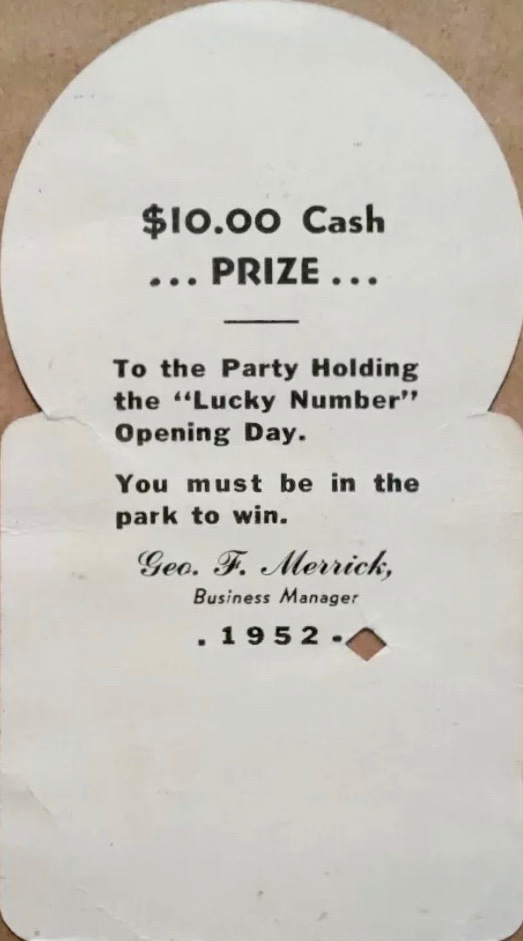 $10.00 Cash
... PRIZE ...
To the Party Holding
the “Lucky Number”
Opening Day.
You must be in the
park to win.
Geo. F. Merrick,
Business Manager
. 1952 -